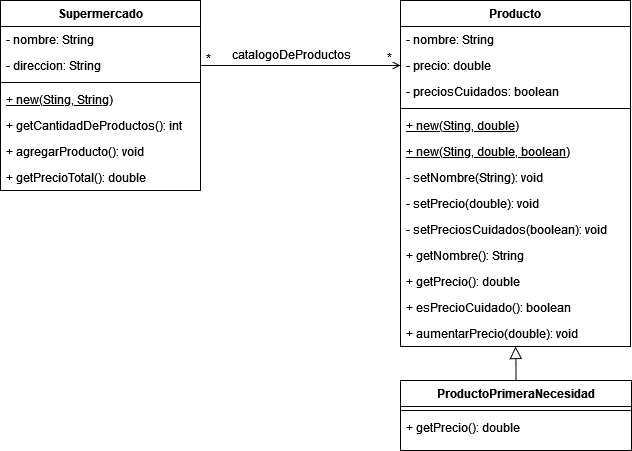 Supermercado
- nombre: String
- direccion: String
+ new(Sting, String)
+ getCantidadDeProductos(): int
+ agregarProducto(): void
+ getPrecioTotal(): double
* catalogoDeProductos *
Producto
- nombre: String
- precio: double
- preciosCuidados: boolean
+ new(Sting, double)
+ new(Sting, double, boolean)
- setNombre(String): void
- setPrecio(double): void
- setPreciosCuidados(boolean): void
+ getNombre(): String
+ getPrecio(): double
+ esPrecioCuidado(): boolean
+ aumentarPrecio(double): void
ProductoPrimeraNecesidad
+ getPrecio(): double